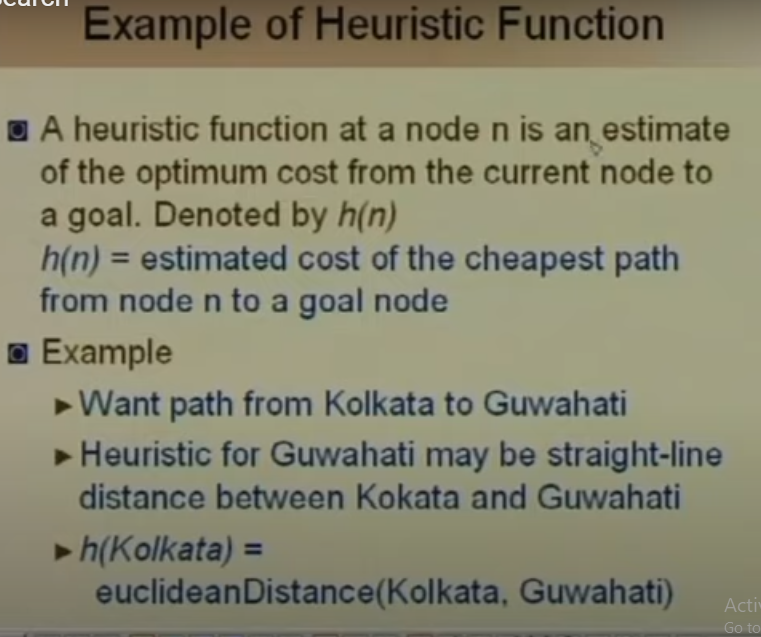 Example of Heuristic Function
A heuristic function at a node n is an estimate
of the optimum cost from the current node to
a goal. Denoted by h(n)
h(n) = estimated cost of the cheapest path
from node n to a goal node
Example
Want path from Kolkata to Guwahati
Heuristic for Guwahati may be straight-line
distance between Kokata and Guwahati
h(Kolkata) =
euclideanDistance(Kolkata, Guwahati)
Go to